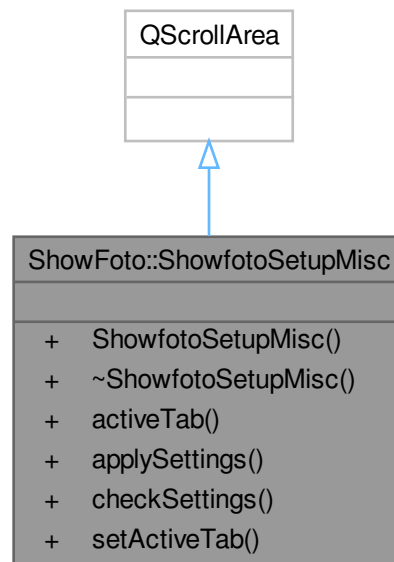 QScrollArea
ShowFoto::ShowfotoSetupMisc
+ ShowfotoSetupMisc()
+ ~ShowfotoSetupMisc()
+ activeTab()
+ applySettings()
+ checkSettings()
+ setActiveTab()